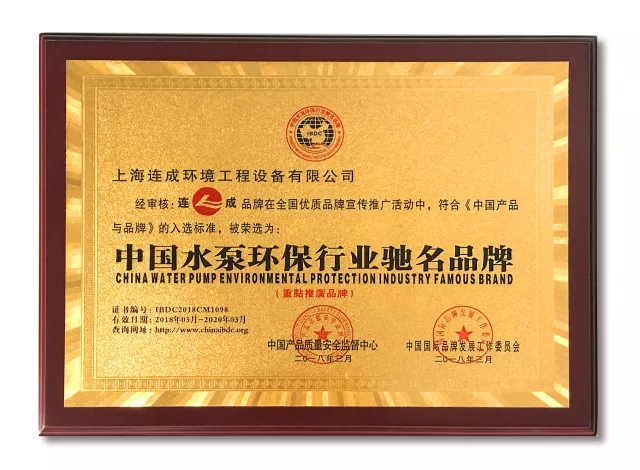 IBDC
上海连成环境工程设备有限公司
经审核：连成品牌在全国优质品牌宣传推广活动中，符合《中国产品
与品牌》的入选标准，被荣选为：
中国水泵环保行业驰名品牌
CHINA WATER PUMP ENVIRONMENTAL PROTECTION INDUSTRY FAMOUS BRAND
（重點推廣品牌）
证书编号：IBDC2018CM1098
有效日期：2018年03月-2020年03月
查询网址：http://www.chinaibdc.org
中国产品质量安全监督中心
二○一八年三月
中国国际品牌发展工作委员会
二○一八年三月